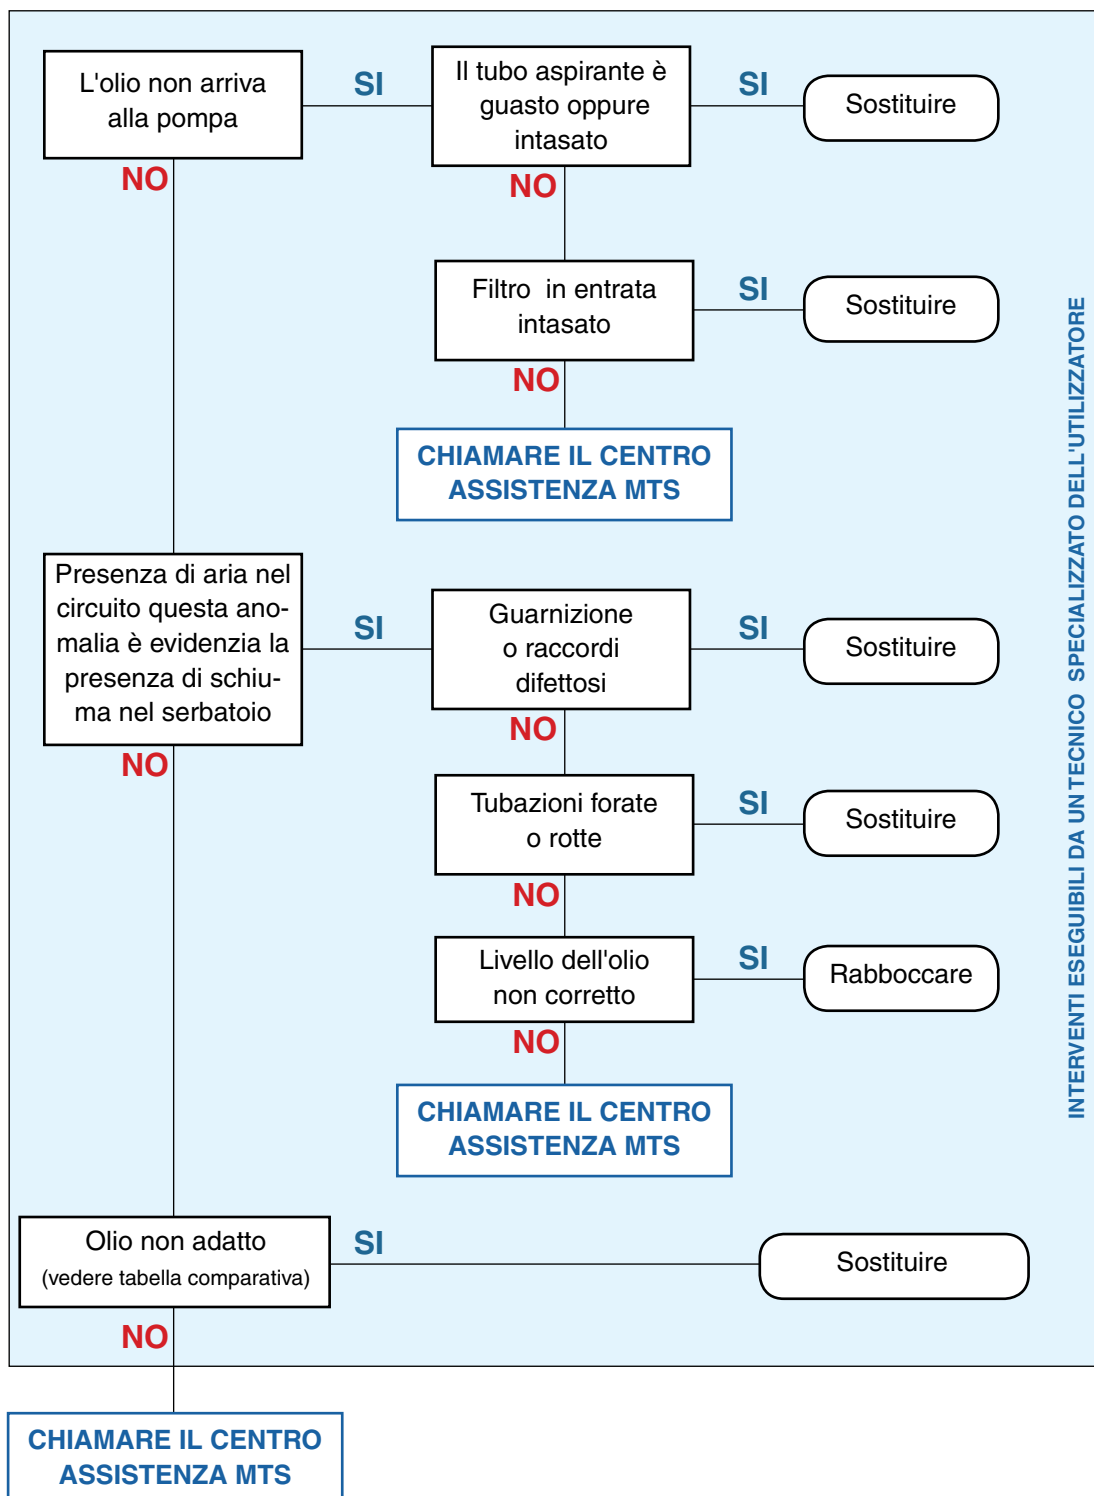 L'olio non arriva
alla pompa
SI
Il tubo aspirante è
guasto oppure
intasato
SI
Sostituire
NO
NO
Filtro in entrata
intasato
SI
Sostituire
NO
CHIAMARE IL CENTRO
ASSISTENZA MTS
Presenza di aria nel
circuito questa ano-
malia è evidenzia la
presenza di schiu-
ma nel serbatoio
SI
Guarnizione
o raccordi
difettosi
SI
Sostituire
NO
NO
Tubazioni forate
o rotte
SI
Sostituire
NO
Livello dell'olio
non corretto
SI
Rabboccare
NO
CHIAMARE IL CENTRO
ASSISTENZA MTS
Olio non adatto
(vedere tabella comparativa)
SI
Sostituire
NO
CHIAMARE IL CENTRO
ASSISTENZA MTS
INTERVENTI ESEGUIBILI DA UN TECNICO SPECIALIZZATO DELL'UTILIZZATORE